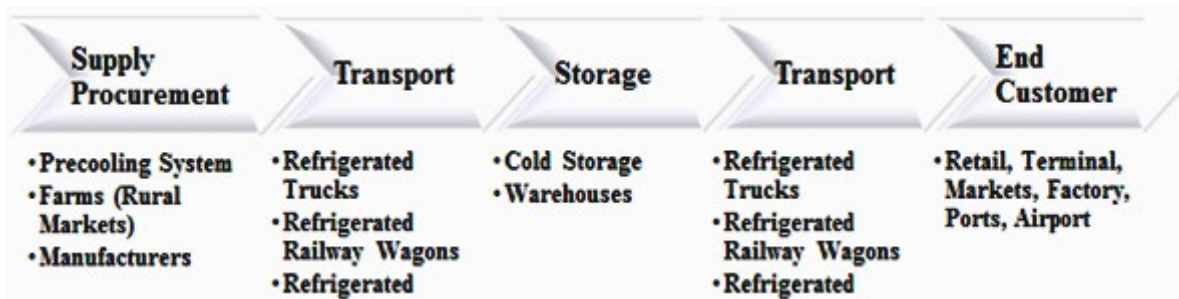 Supply
Procurement
Transport
Storage
Transport
End
Customer
•Precooling System
•Farms (Rural
Markets)
•Manufacturers
•Refrigerated
Trucks
•Refrigerated
Railway Wagons
•Refrigerated
•Cold Storage
•Warehouses
•Refrigerated
Trucks
•Refrigerated
Railway Wagons
•Refrigerated
•Retail, Terminal,
Markets, Factory,
Ports, Airport